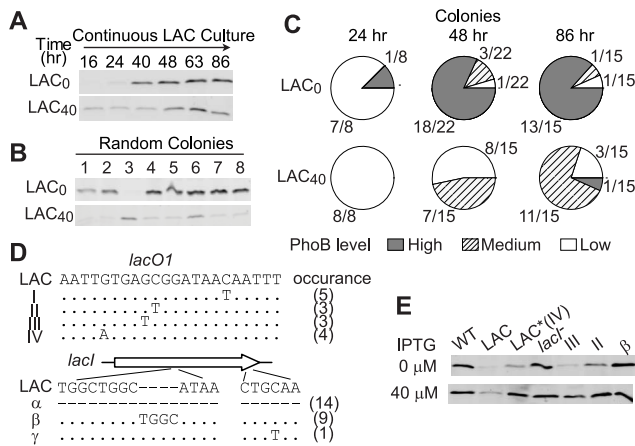 A
Time (hr) Continuous LAC Culture
16 24 40 48 63 86
LAC0
LAC40
B
Random Colonies
1 2 3 4 5 6 7 8
LAC0
LAC40
C
Colonies
24 hr 48 hr 86 hr
LAC0
1/8
7/8
3/22
1/22
18/22
1/15
1/15
13/15
LAC40
8/8
8/15
7/15
3/15
1/15
11/15
PhoB level High Medium Low
D
lacO1
LAC AATTGTGAGCGGATAACAATTT occurance
I ................T..... (5)
II .........T............ (3)
III ........T............. (3)
IV ...A.................. (4)
lacI
LAC TGGCTGGC----ATAA CTGCAA
α ---------------- ------ (14)
β ........TGGC.... ...... (9)
γ ................ ...T.. (1)
E
IPTG WT LAC LAC*(IV) lacI- III II β
0 μM
40 μM